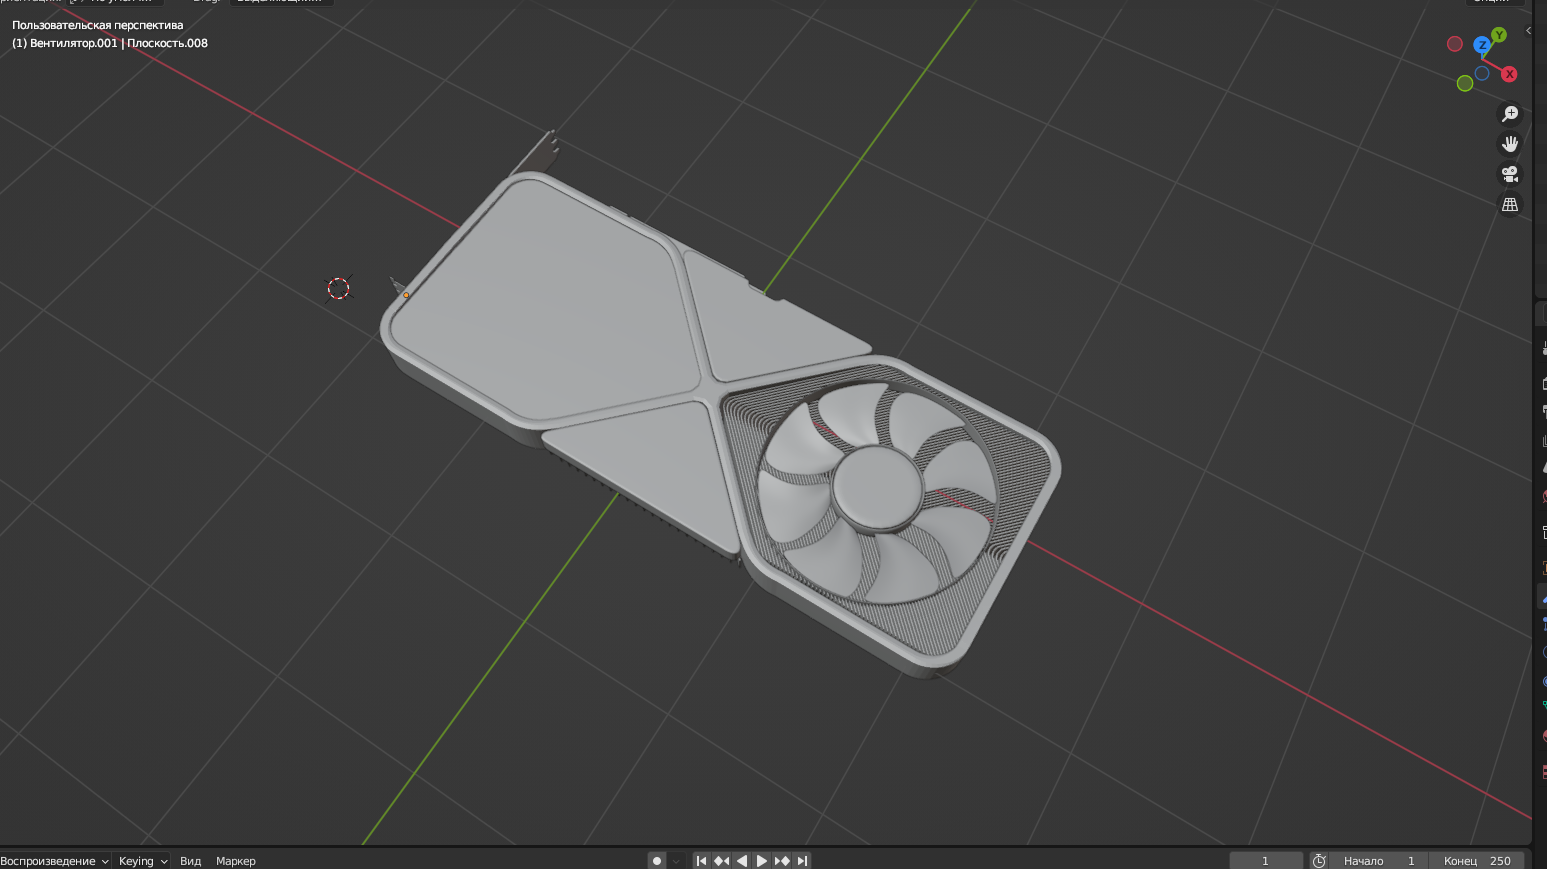 Пользовательская перспектива
(1) Вентилятор.001 | Плоскость.008
Y
Z
X
Воспроизведение Keying Вид Маркер 1 Начало 1 Конец 250